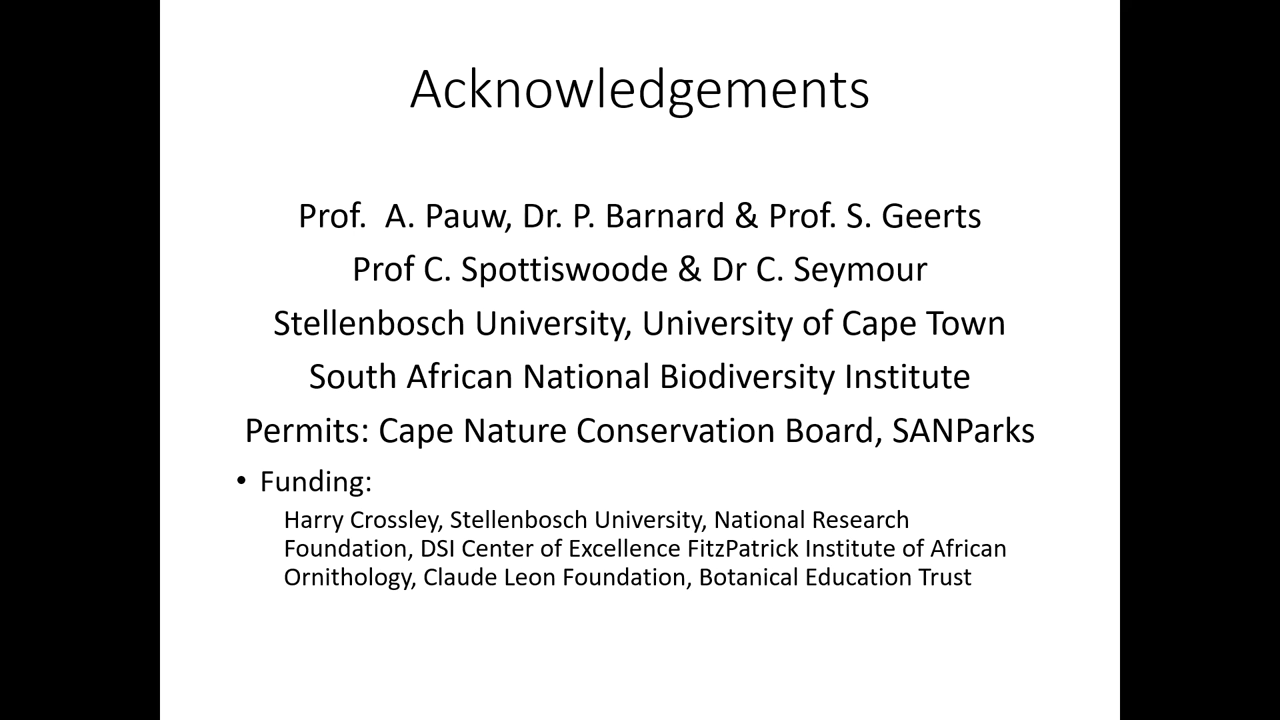 Acknowledgements
Prof.  A. Pauw, Dr. P. Barnard & Prof. S. Geerts
Prof C. Spottiswoode & Dr C. Seymour
Stellenbosch University, University of Cape Town
South African National Biodiversity Institute
Permits: Cape Nature Conservation Board, SANParks
• Funding:
Harry Crossley, Stellenbosch University, National Research
Foundation, DSI Center of Excellence FitzPatrick Institute of African
Ornithology, Claude Leon Foundation, Botanical Education Trust